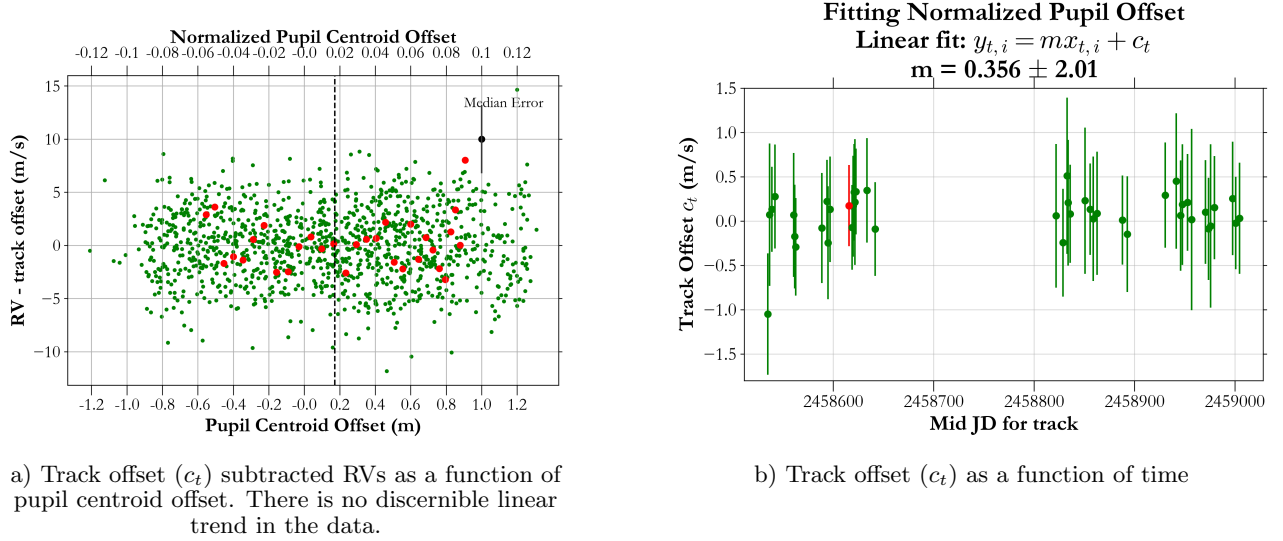 Normalized Pupil Centroid Offset
-0.12 -0.1 -0.08 -0.06 -0.04 -0.02 -0.0 0.02 0.04 0.06 0.08 0.1 0.12
Median Error
15
10
5
0
−5
−10
RV - track offset (m/s)
-1.2 -1.0 -0.8 -0.6 -0.4 -0.2 -0.0 0.2 0.4 0.6 0.8 1.0 1.2
Pupil Centroid Offset (m)
a) Track offset (c_t) subtracted RVs as a function of
pupil centroid offset. There is no discernible linear
trend in the data.
Fitting Normalized Pupil Offset
Linear fit: y_{t,i} = mx_{t,i} + c_t
m = 0.356 ± 2.01
1.5
1.0
0.5
0.0
−0.5
−1.0
−1.5
Track Offset c_t (m/s)
2458600 2458700 2458800 2458900 2459000
Mid JD for track
b) Track offset (c_t) as a function of time